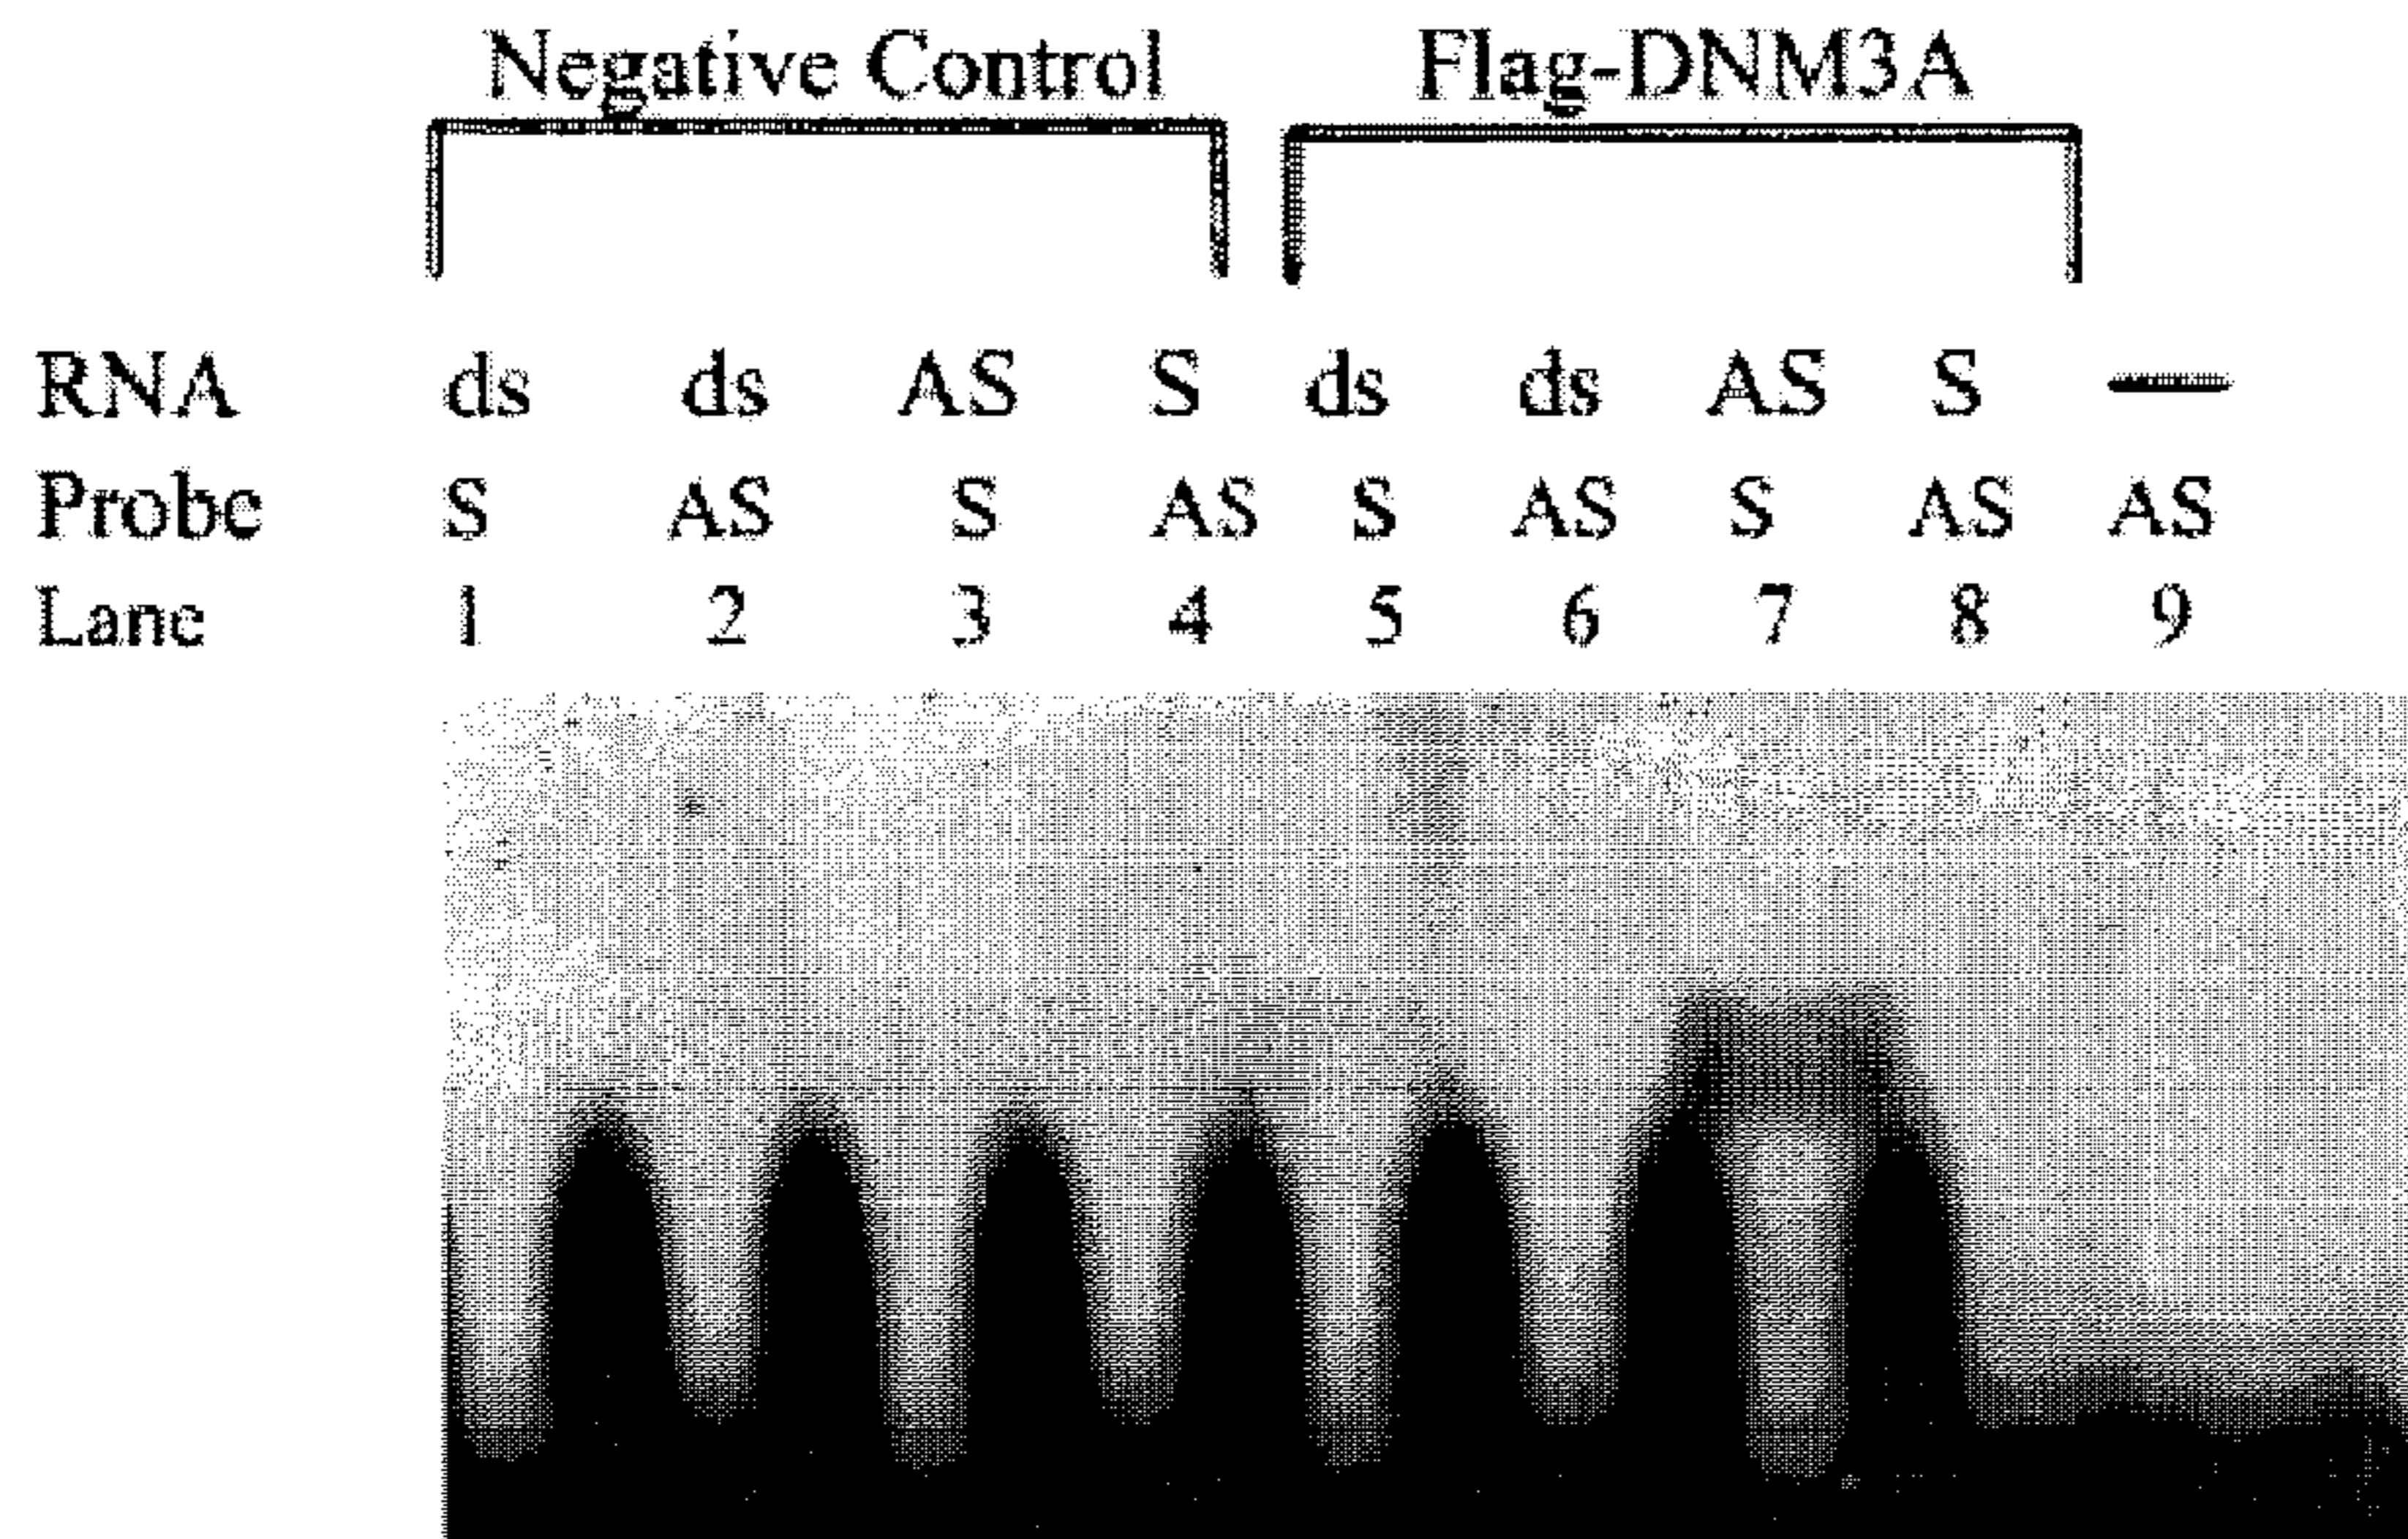 Negative Control Flag-DNM3A
RNA ds ds AS S ds ds AS S —
Probe S AS S AS S AS S AS AS
Lane 1 2 3 4 5 6 7 8 9